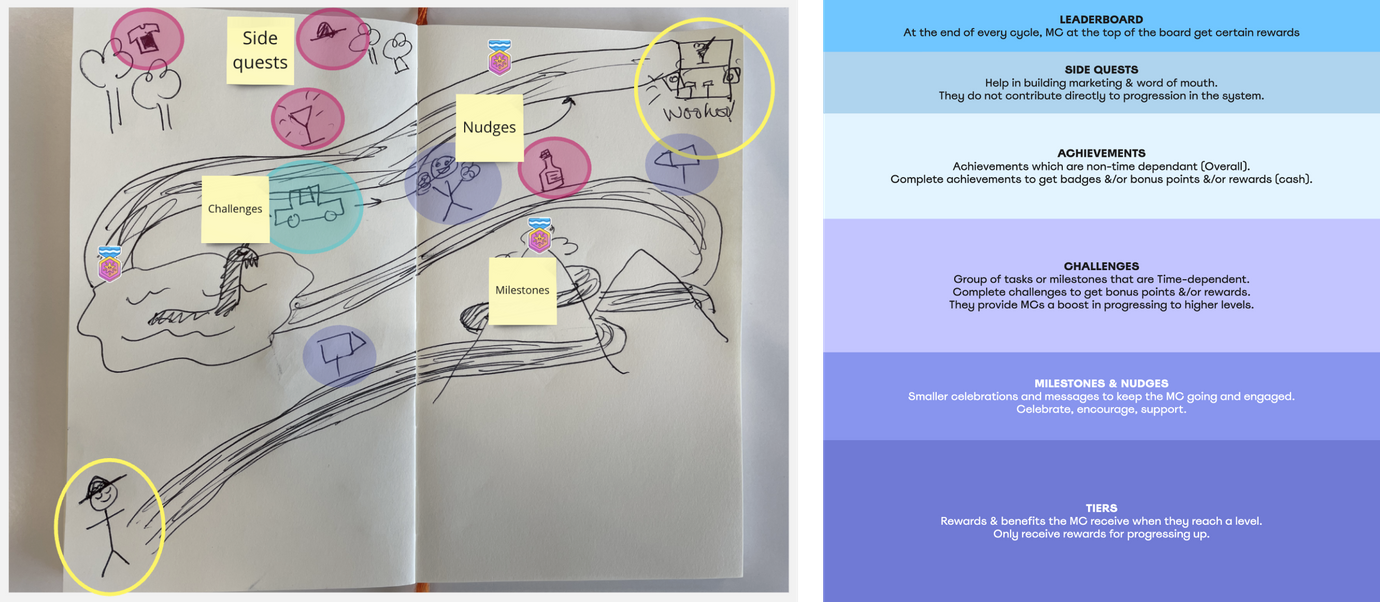 Side
quests
Nudges
Woohoo!
Challenges
Milestones
LEADERBOARD
At the end of every cycle, MC at the top of the board get certain rewards
SIDE QUESTS
Help in building marketing & word of mouth.
They do not contribute directly to progression in the system.
ACHIEVEMENTS
Achievements which are non-time dependant (Overall).
Complete achievements to get badges &/or bonus points &/or rewards (cash).
CHALLENGES
Group of tasks or milestones that are Time-dependent.
Complete challenges to get bonus points &/or rewards.
They provide MCs a boost in progressing to higher levels.
MILESTONES & NUDGES
Smaller celebrations and messages to keep the MC going and engaged.
Celebrate, encourage, support.
TIERS
Rewards & benefits the MC receive when they reach a level.
Only receive rewards for progressing up.